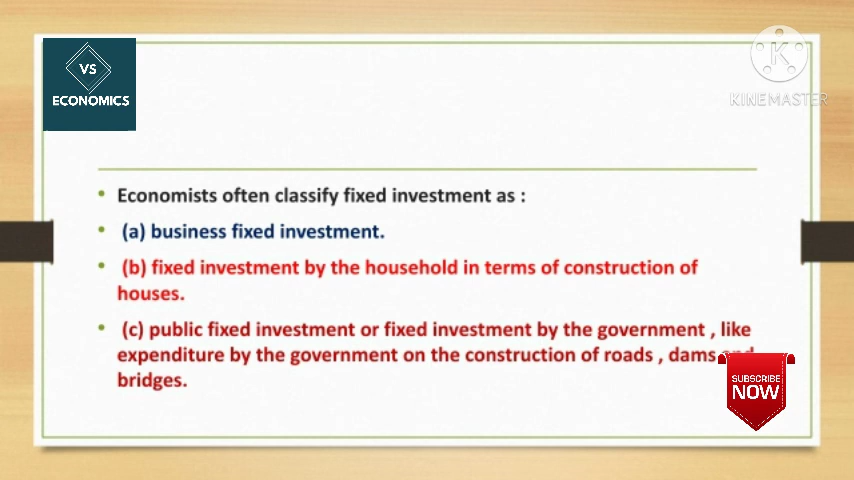 VS
ECONOMICS
K
KINEMASTER
Economists often classify fixed investment as :
(a) business fixed investment.
(b) fixed investment by the household in terms of construction of
houses.
(c) public fixed investment or fixed investment by the government , like
expenditure by the government on the construction of roads , dams and
bridges.
SUBSCRIBE
NOW